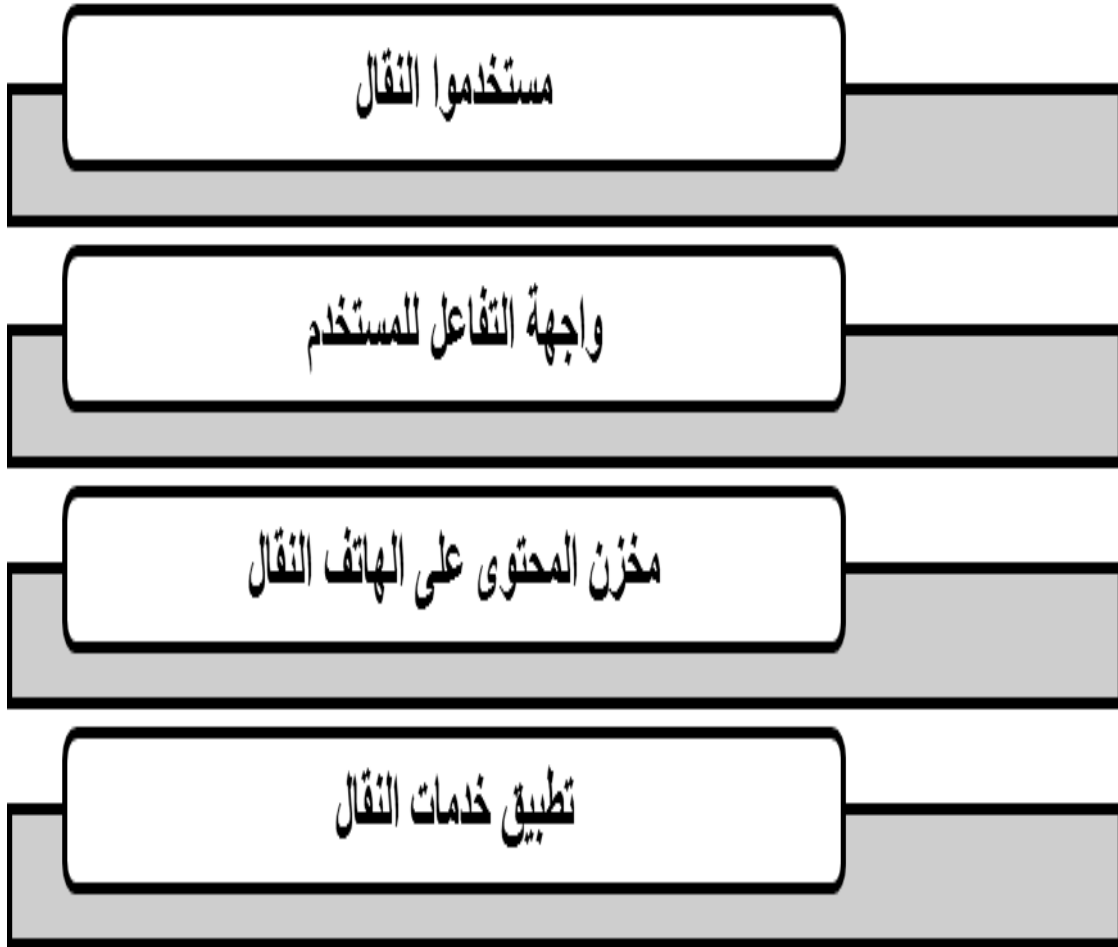 مستخدموا النقال
واجهة التفاعل للمستخدم
مخزن المحتوى على الهاتف النقال
تطبيق خدمات النقال